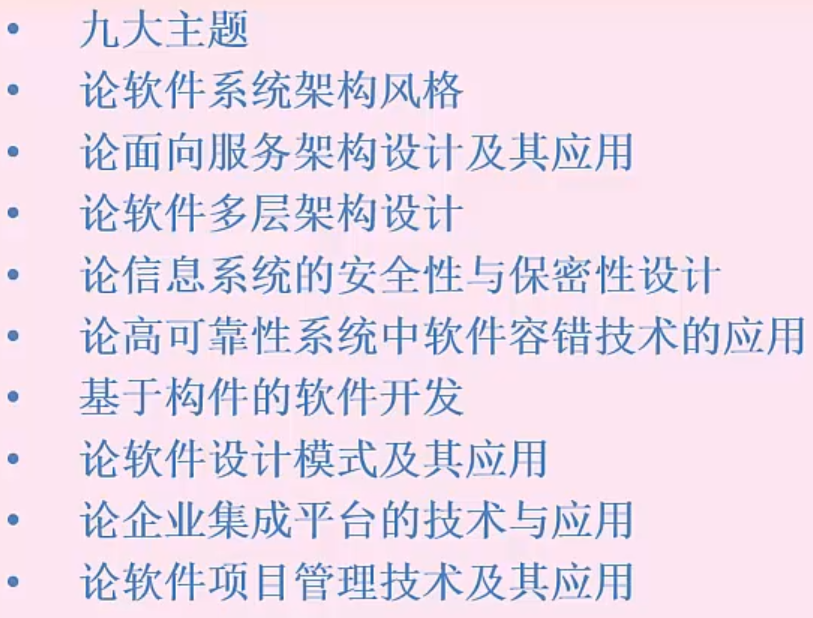 • 九大主题
• 论软件系统架构风格
• 论面向服务架构设计及其应用
• 论软件多层架构设计
• 论信息系统的安全性与保密性设计
• 论高可靠性系统中软件容错技术的应用
• 基于构件的软件开发
• 论软件设计模式及其应用
• 论企业集成平台的技术与应用
• 论软件项目管理技术及其应用